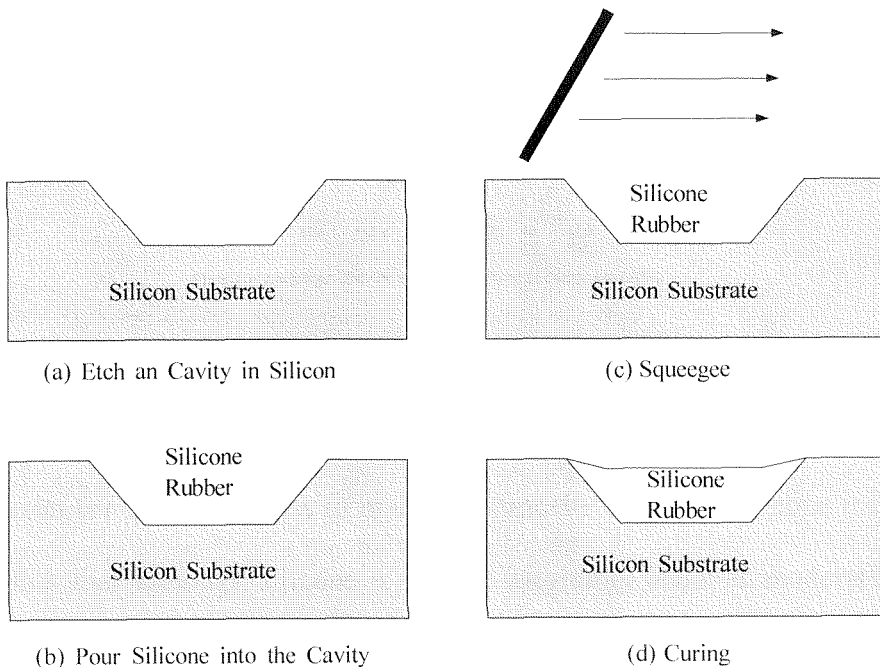 Silicon Substrate
(a) Etch an Cavity in Silicon
Silicone
Rubber
Silicon Substrate
(b) Pour Silicone into the Cavity
Silicone
Rubber
Silicon Substrate
(c) Squeegee
Silicone
Rubber
Silicon Substrate
(d) Curing